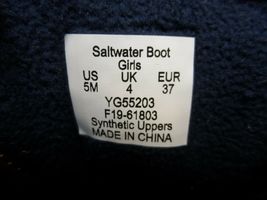 Saltwater Boot
Girls
US UK EUR
5M 4 37
YG55203
F19-61803
Synthetic Uppers
MADE IN CHINA